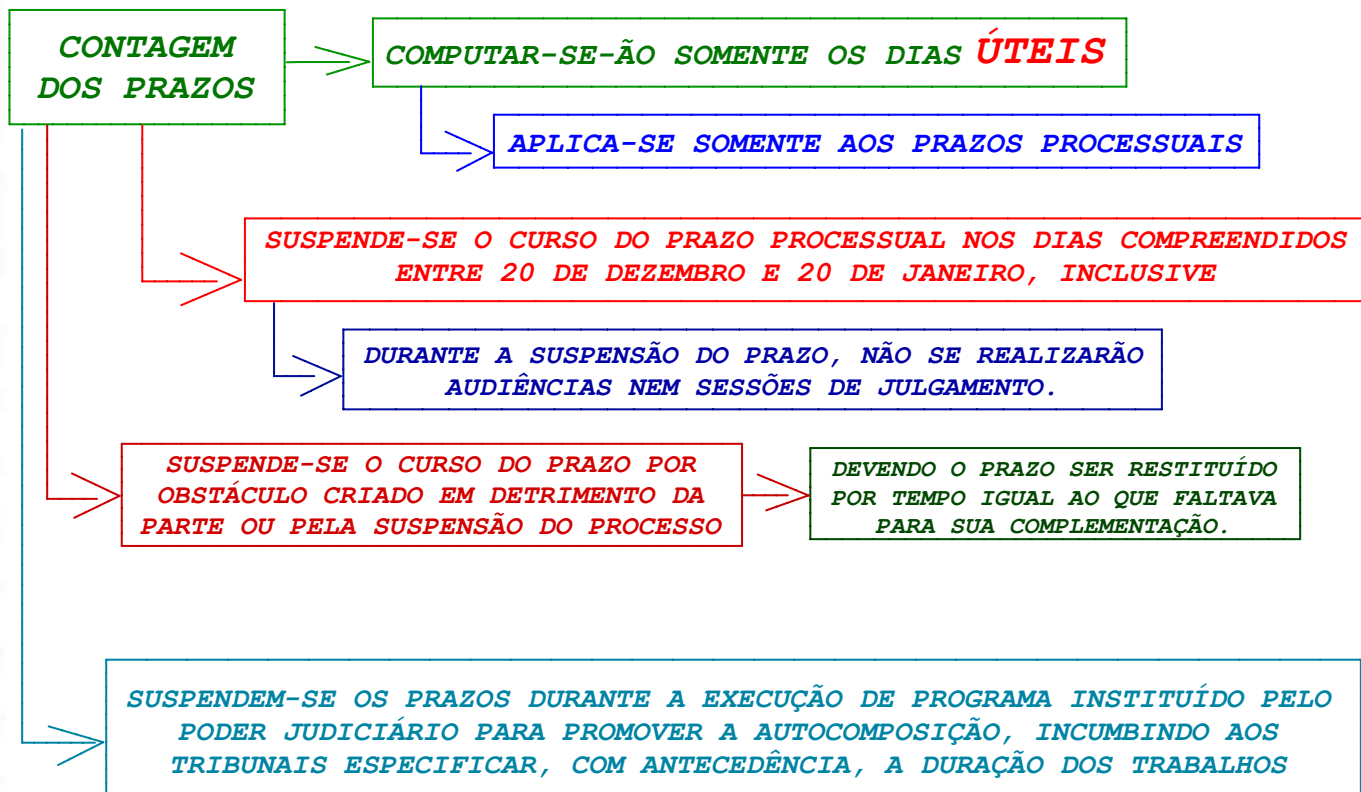 CONTAGEM
DOS PRAZOS
COMPUTAR-SE-ÃO SOMENTE OS DIAS ÚTEIS
APLICA-SE SOMENTE AOS PRAZOS PROCESSUAIS
SUSPENDE-SE O CURSO DO PRAZO PROCESSUAL NOS DIAS COMPREENDIDOS
ENTRE 20 DE DEZEMBRO E 20 DE JANEIRO, INCLUSIVE
DURANTE A SUSPENSÃO DO PRAZO, NÃO SE REALIZARÃO
AUDIÊNCIAS NEM SESSÕES DE JULGAMENTO.
SUSPENDE-SE O CURSO DO PRAZO POR
OBSTÁCULO CRIADO EM DETRIMENTO DA
PARTE OU PELA SUSPENSÃO DO PROCESSO
DEVENDO O PRAZO SER RESTITUÍDO
POR TEMPO IGUAL AO QUE FALTAVA
PARA SUA COMPLEMENTAÇÃO.
SUSPENDEM-SE OS PRAZOS DURANTE A EXECUÇÃO DE PROGRAMA INSTITUÍDO PELO
PODER JUDICIÁRIO PARA PROMOVER A AUTOCOMPOSIÇÃO, INCUMBINDO AOS
TRIBUNAIS ESPECIFICAR, COM ANTECEDÊNCIA, A DURAÇÃO DOS TRABALHOS